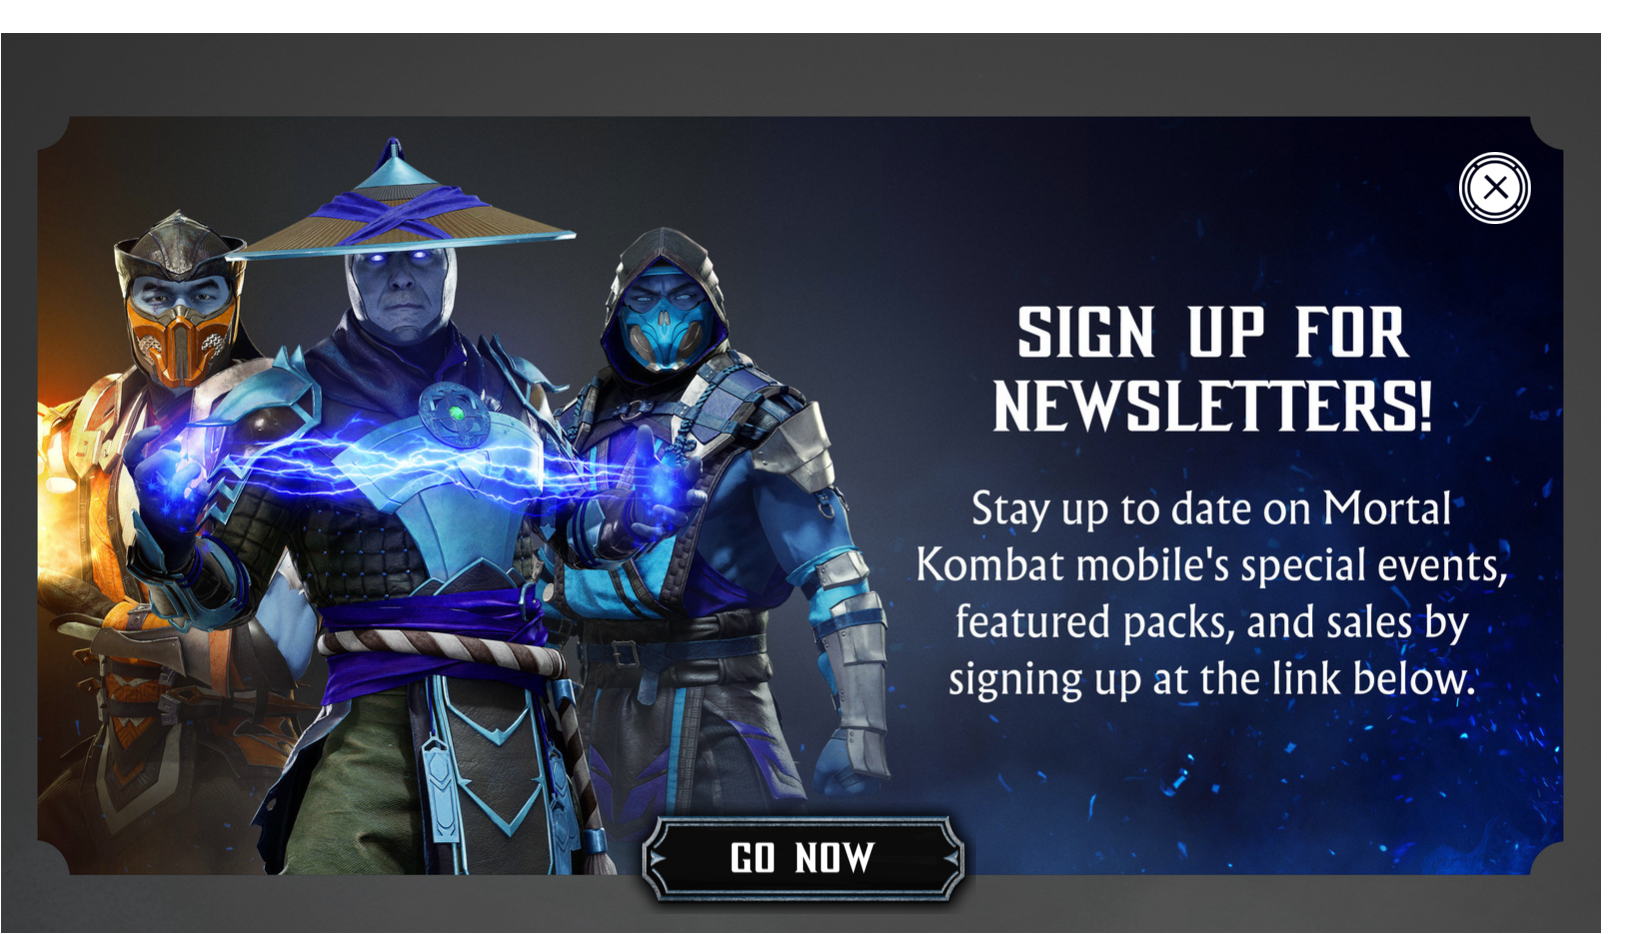 SIGN UP FOR
NEWSLETTERS!
Stay up to date on Mortal
Kombat mobile's special events,
featured packs, and sales by
signing up at the link below.
GO NOW